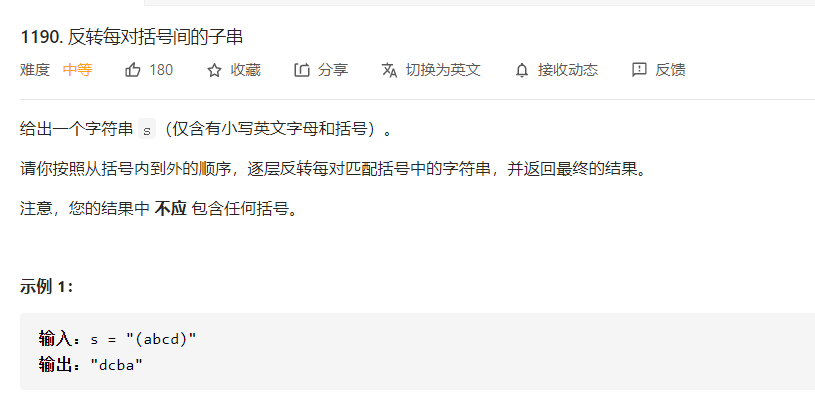 1190. 反转每对括号间的子串
难度 中等 180 收藏 分享 切换为英文 接收动态 反馈
给出一个字符串 s（仅含有小写英文字母和括号）。
请你按照从括号内到外的顺序，逐层反转每对匹配括号中的字符串，并返回最终的结果。
注意，您的结果中 不应 包含任何括号。
示例 1：
输入：s = "(abcd)"
输出："dcba"